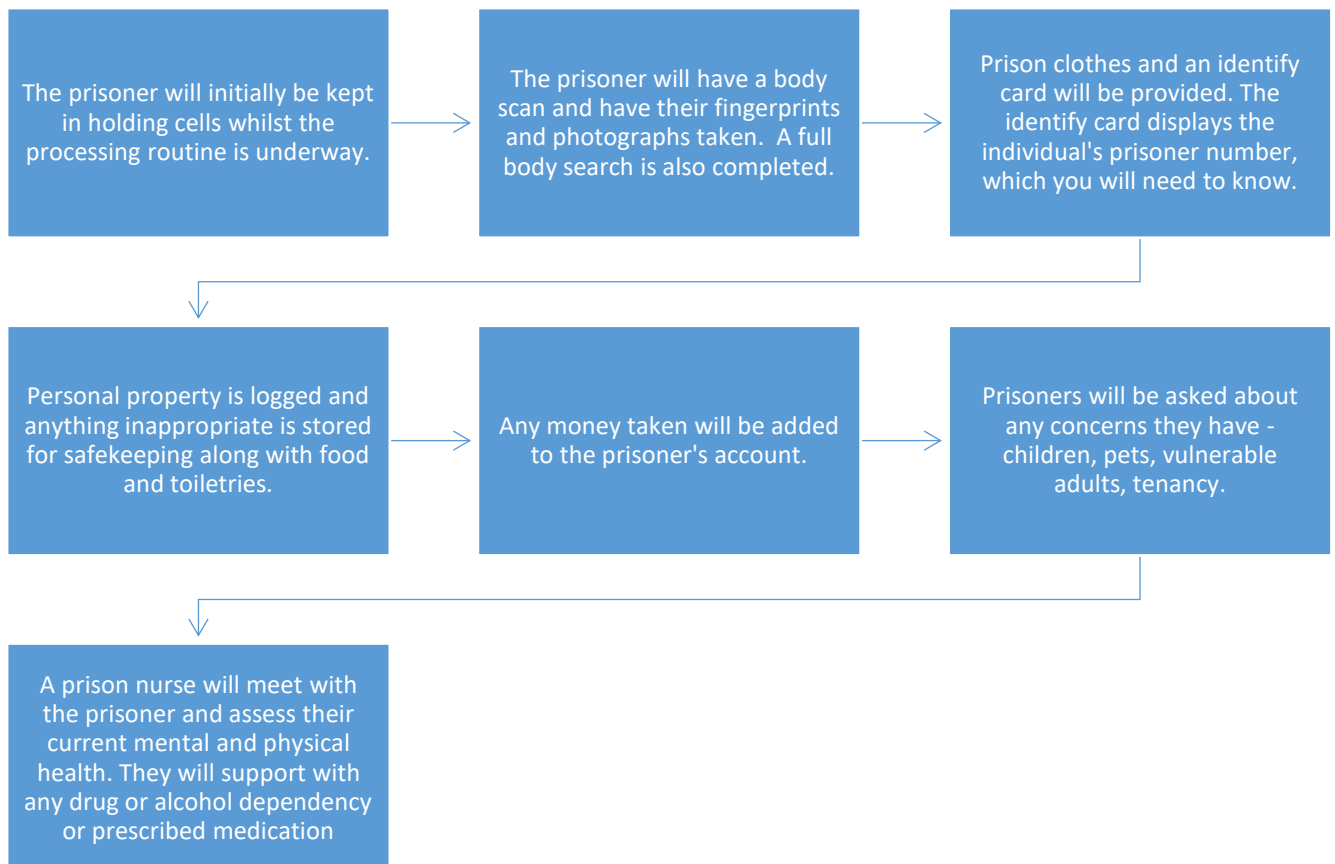 The prisoner will initially be kept
in holding cells whilst the
processing routine is underway.
The prisoner will have a body
scan and have their fingerprints
and photographs taken.  A full
body search is also completed.
Prison clothes and an identify
card will be provided. The
identify card displays the
individual's prisoner number,
which you will need to know.
Personal property is logged and
anything inappropriate is stored
for safekeeping along with food
and toiletries.
Any money taken will be added
to the prisoner's account.
Prisoners will be asked about
any concerns they have -
children, pets, vulnerable
adults, tenancy.
A prison nurse will meet with
the prisoner and assess their
current mental and physical
health. They will support with
any drug or alcohol dependency
or prescribed medication